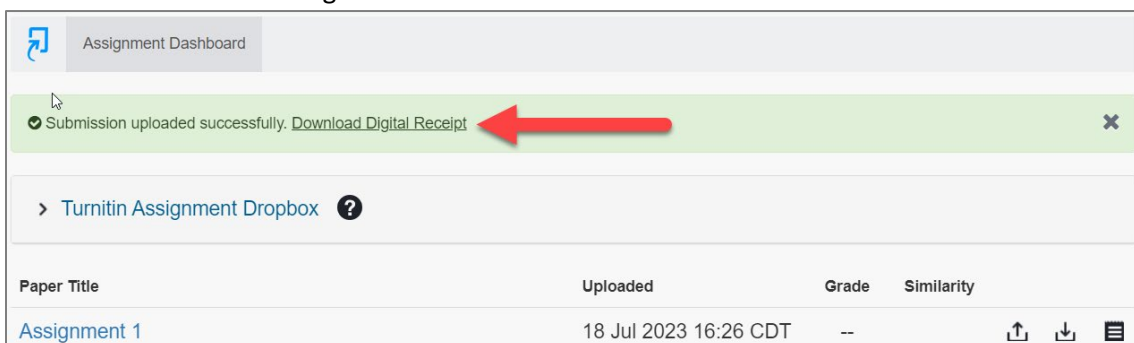 Assignment Dashboard
Submission uploaded successfully. Download Digital Receipt
Turnitin Assignment Dropbox ?
Paper Title Uploaded Grade Similarity
Assignment 1 18 Jul 2023 16:26 CDT --